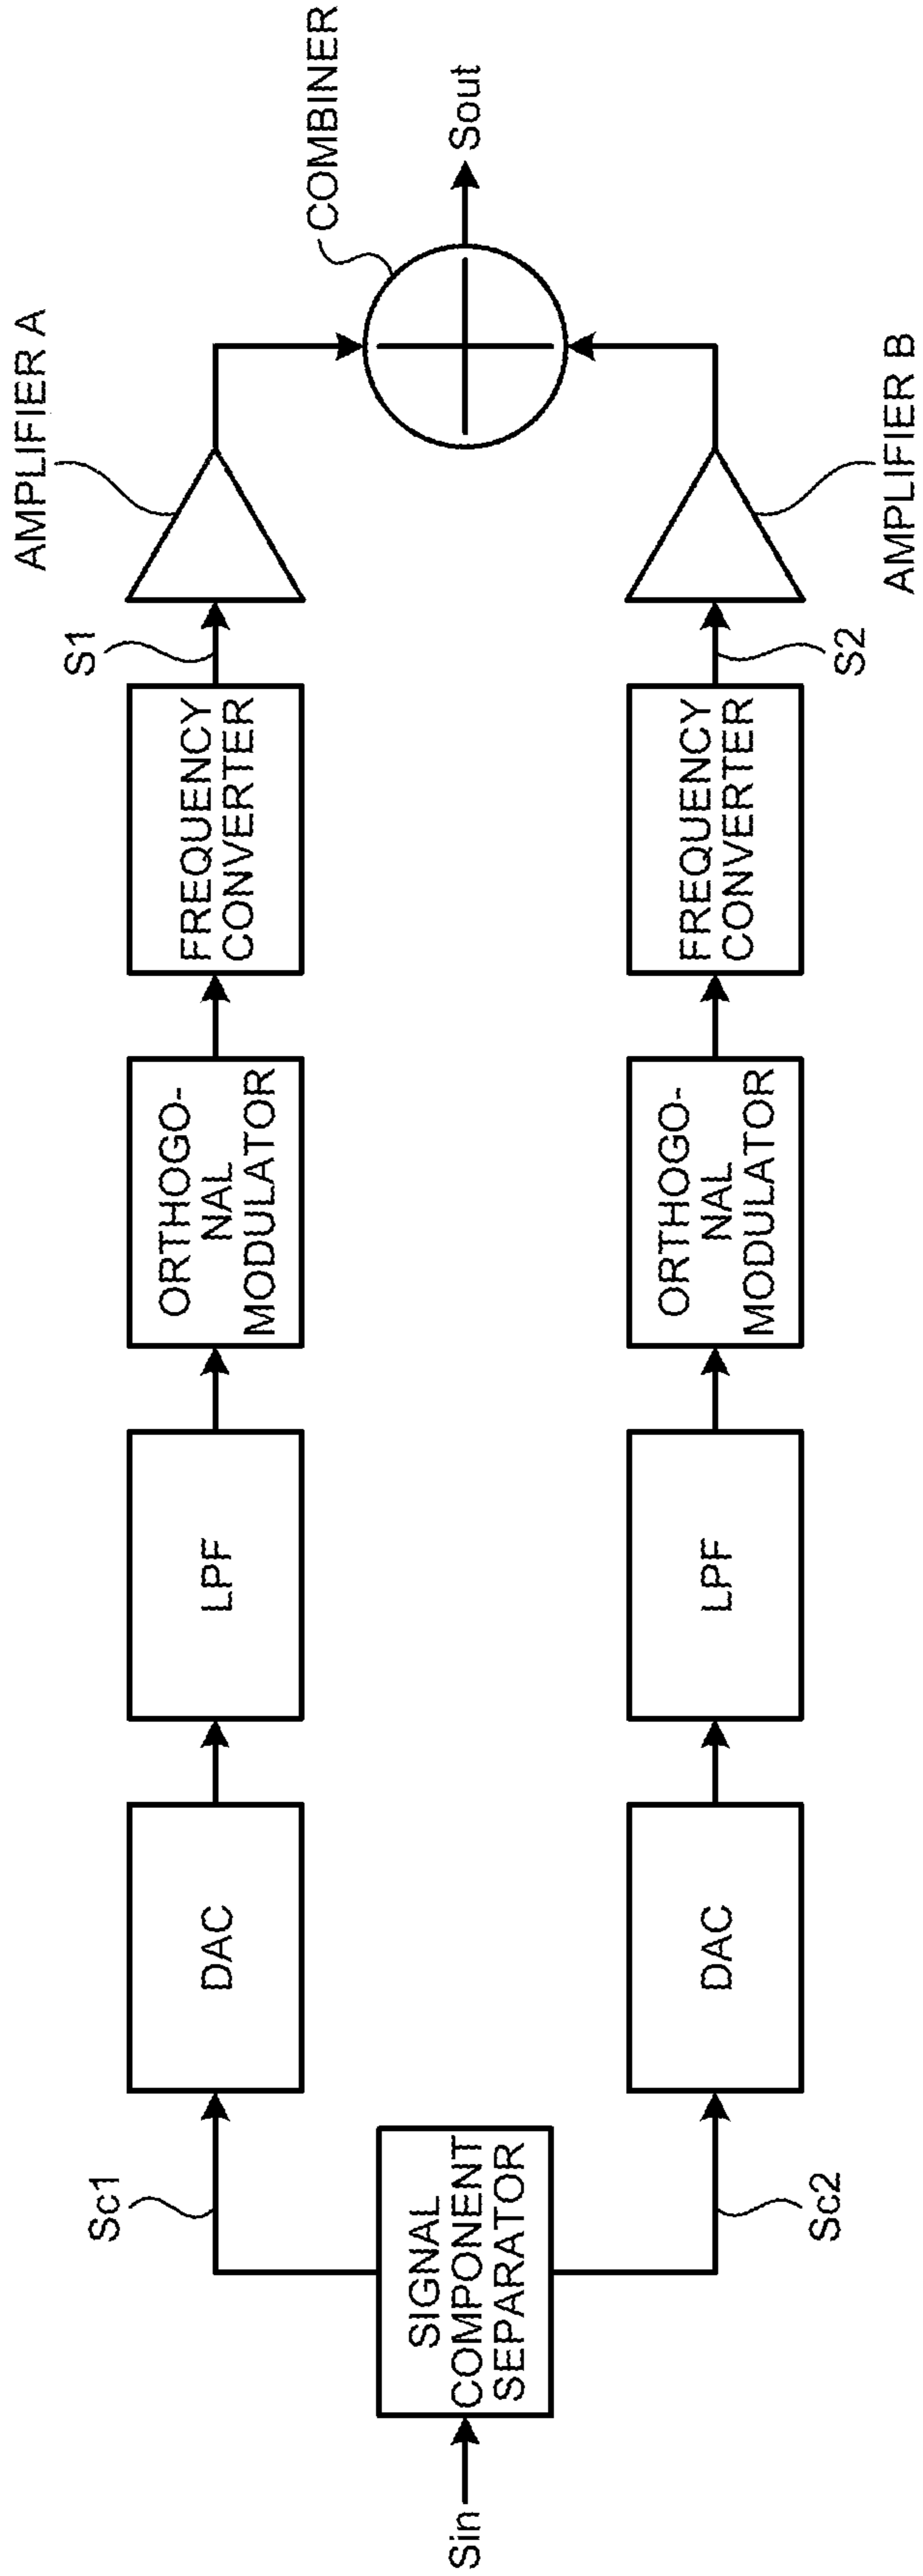 Sin
SIGNAL
COMPONENT
SEPARATOR
Sc1
DAC
LPF
ORTHOGO-
NAL
MODULATOR
FREQUENCY
CONVERTER
S1
AMPLIFIER A
Sc2
DAC
LPF
ORTHOGO-
NAL
MODULATOR
FREQUENCY
CONVERTER
S2
AMPLIFIER B
COMBINER
Sout